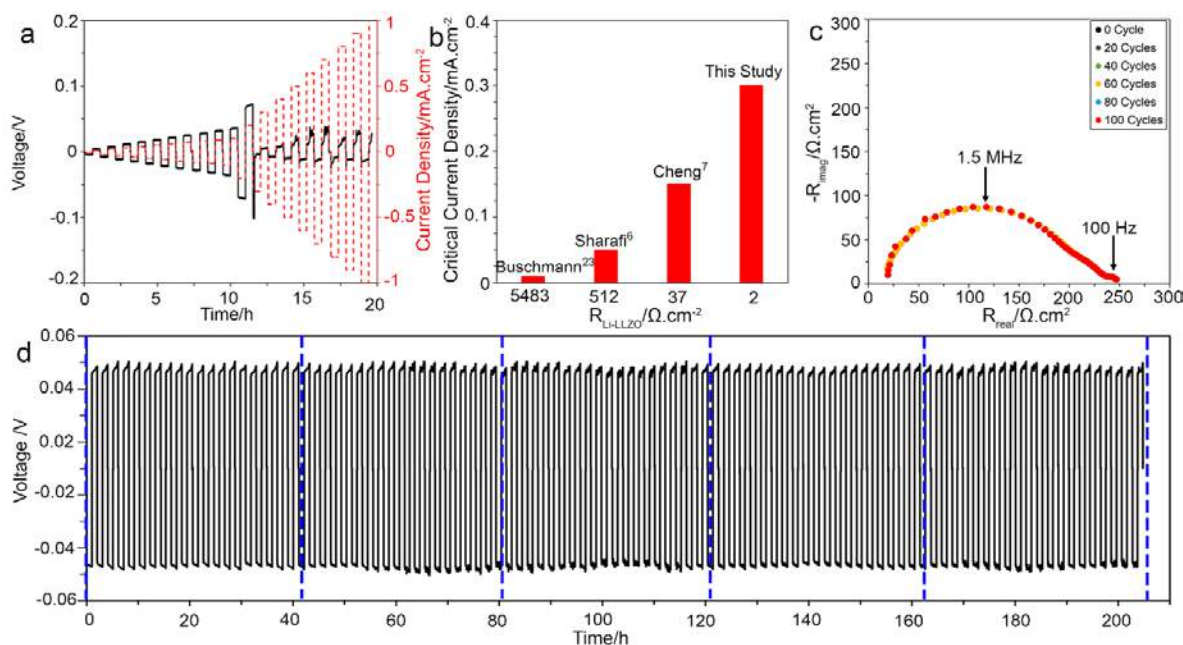 a
0.2
0.1
0
-0.1
-0.2
Voltage/V
0
5
10
15
20
Time/h
1
0.5
0
-0.5
-1
Current Density/mA.cm-2
b
0.4
0.3
0.2
0.1
0
Critical Current Density/mA.cm-2
Buschmann23
Sharafi6
Cheng7
This Study
5483
512
37
2
RLi-LLZO/Ω.cm-2
c
300
250
200
150
100
50
0
-Rimag/Ω.cm2
0 Cycle
20 Cycles
40 Cycles
60 Cycles
80 Cycles
100 Cycles
1.5 MHz
100 Hz
0
50
100
150
200
250
300
Rreal/Ω.cm2
d
0.06
0.04
0.02
-0.02
-0.04
-0.06
Voltage /V
0
20
40
60
80
100
120
140
160
180
200
Time/h